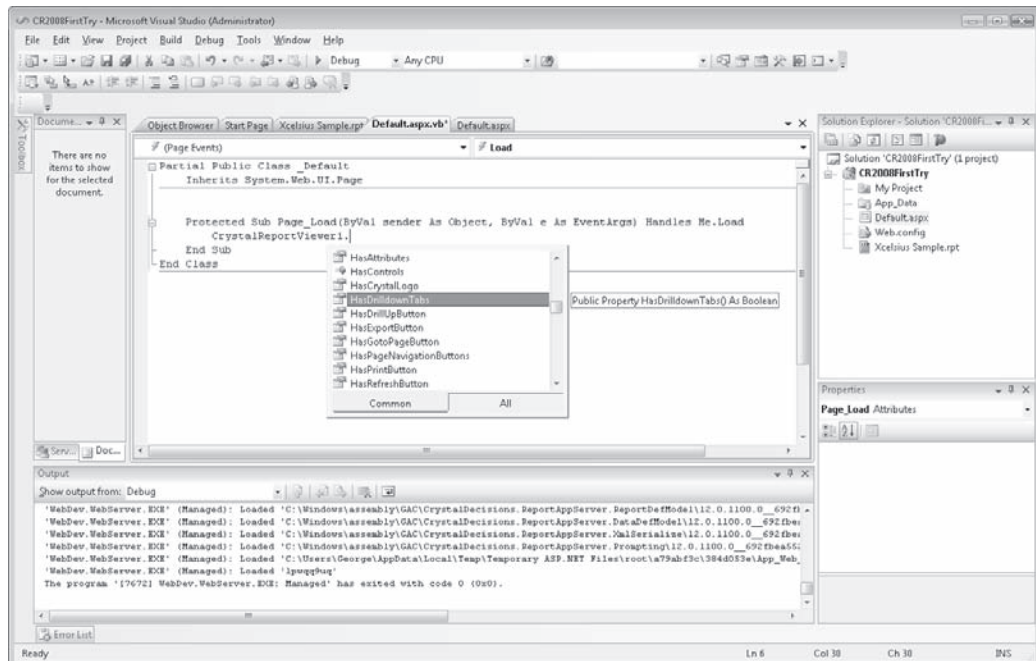 CR2008FirstTry - Microsoft Visual Studio (Administrator)
File Edit View Project Build Debug Tools Window Help
Debug Any CPU
Toolbox
Docume...
There are no
items to show
for the selected
document.
Serv... Doc...
Object Browser Start Page Xcelsius Sample.rpt Default.aspx.vb* Default.aspx
(Page Events) Load
Partial Public Class _Default
Inherits System.Web.UI.Page
Protected Sub Page_Load(ByVal sender As Object, ByVal e As EventArgs) Handles Me.Load
CrystalReportViewer1.
End Sub
End Class
HasAttributes
HasControls
HasCrystalLogo
HasDrilldownTabs
HasDrillUpButton
HasExportButton
HasGotoPageButton
HasPageNavigationButtons
HasPrintButton
HasRefreshButton
Common All
Public Property HasDrilldownTabs() As Boolean
Solution Explorer - Solution 'CR2008Fi...
Solution 'CR2008FirstTry' (1 project)
CR2008FirstTry
My Project
App_Data
Default.aspx
Web.config
Xcelsius Sample.rpt
Properties
Page_Load Attributes
Output
Show output from: Debug
'WebDev.WebServer.EXE' (Managed): Loaded 'C:\Windows\assembly\GAC\CrystalDecisions.ReportAppServer.ReportDefModel\12.0.1100.0__692fl
'WebDev.WebServer.EXE' (Managed): Loaded 'C:\Windows\assembly\GAC\CrystalDecisions.ReportAppServer.DataDefModel\12.0.1100.0__692fbe
'WebDev.WebServer.EXE' (Managed): Loaded 'C:\Windows\assembly\GAC\CrystalDecisions.ReportAppServer.XmlSerialize\12.0.1100.0__692fbe
'WebDev.WebServer.EXE' (Managed): Loaded 'C:\Windows\assembly\GAC\CrystalDecisions.ReportAppServer.Prompting\12.0.1100.0__692fbea55
'WebDev.WebServer.EXE' (Managed): Loaded 'C:\Users\George\AppData\Local\Temp\Temporary ASP.NET Files\root\a79abf3c\384d053e\App_Web_
'WebDev.WebServer.EXE' (Managed): Loaded 'lpwqq9uq'
The program '[7672] WebDev.WebServer.EXE: Managed' has exited with code 0 (0x0).
Error List
Ready Ln 6 Col 30 Ch 30 INS